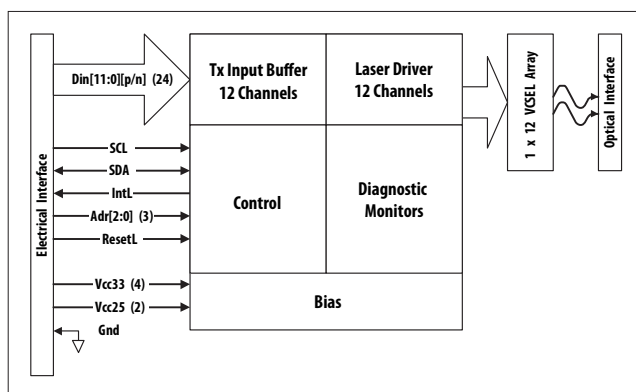 Electrical Interface
Din[11:0][p/n] (24)
SCL
SDA
IntL
Adr[2:0] (3)
ResetL
Vcc33 (4)
Vcc25 (2)
Gnd
Tx Input Buffer
12 Channels
Laser Driver
12 Channels
Control
Diagnostic
Monitors
Bias
1 x 12 VCSEL Array
Optical Interface